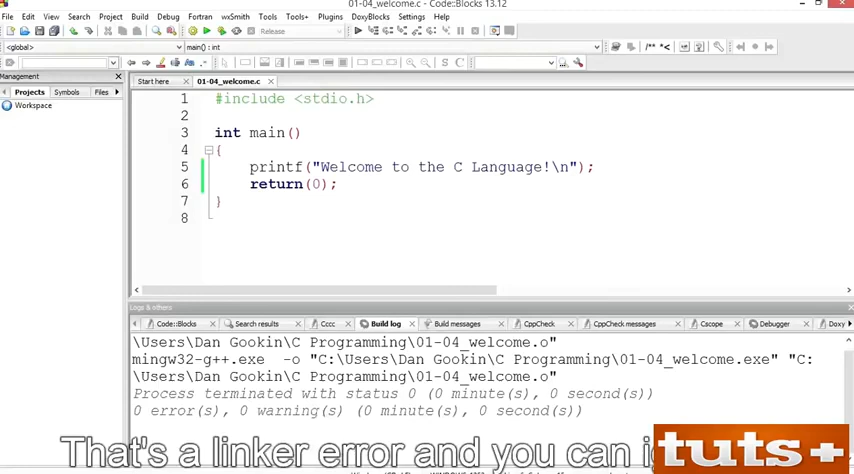 01-04_welcome.c - Code::Blocks 13.12
File Edit View Search Project Build Debug Fortran wxSmith Tools Tools+ Plugins DoxyBlocks Settings Help
Release
<global> main() : int
/** *<
Management
Projects Symbols Files
Workspace
Start here 01-04_welcome.c
1 #include <stdio.h>
2
3 int main()
4 {
5 printf("Welcome to the C Language!\n");
6 return(0);
7 }
8
Logs & others
Code::Blocks Search results Cccc Build log Build messages CppCheck CppCheck messages Cscope Debugger Doxy
\Users\Dan Gookin\C Programming\01-04_welcome.o"
mingw32-g++.exe -o "C:\Users\Dan Gookin\C Programming\01-04_welcome.exe" "C:
\Users\Dan Gookin\C Programming\01-04_welcome.o"
Process terminated with status 0 (0 minute(s), 0 second(s))
0 error(s), 0 warning(s) (0 minute(s), 0 second(s))
That's a linker error and you can
tuts+